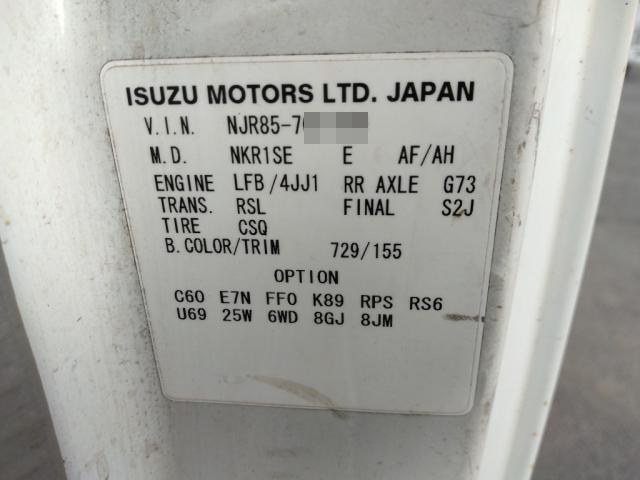 ISUZU MOTORS LTD. JAPAN
V.I.N. NJR85-7
M.D. NKR1SE E AF/AH
ENGINE LFB/4JJ1 RR AXLE G73
TRANS. RSL FINAL S2J
TIRE CSQ
B.COLOR/TRIM 729/155
OPTION
C60 E7N FF0 K89 RPS RS6
U69 25W 6WD 8GJ 8JM